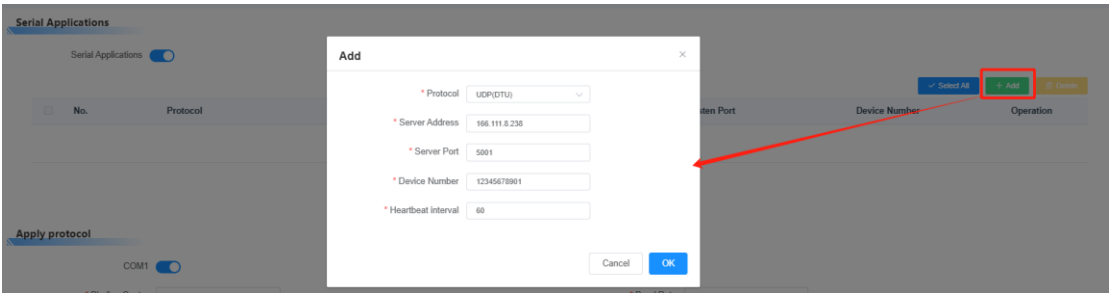 Serial Applications
Serial Applications
Select All + Add Delete
No. Protocol sten Port Device Number Operation
Add ×
* Protocol UDP(DTU)
* Server Address 166.111.8.238
* Server Port 5001
* Device Number 12345678901
* Heartbeat interval 60
Cancel OK
Apply protocol
COM1